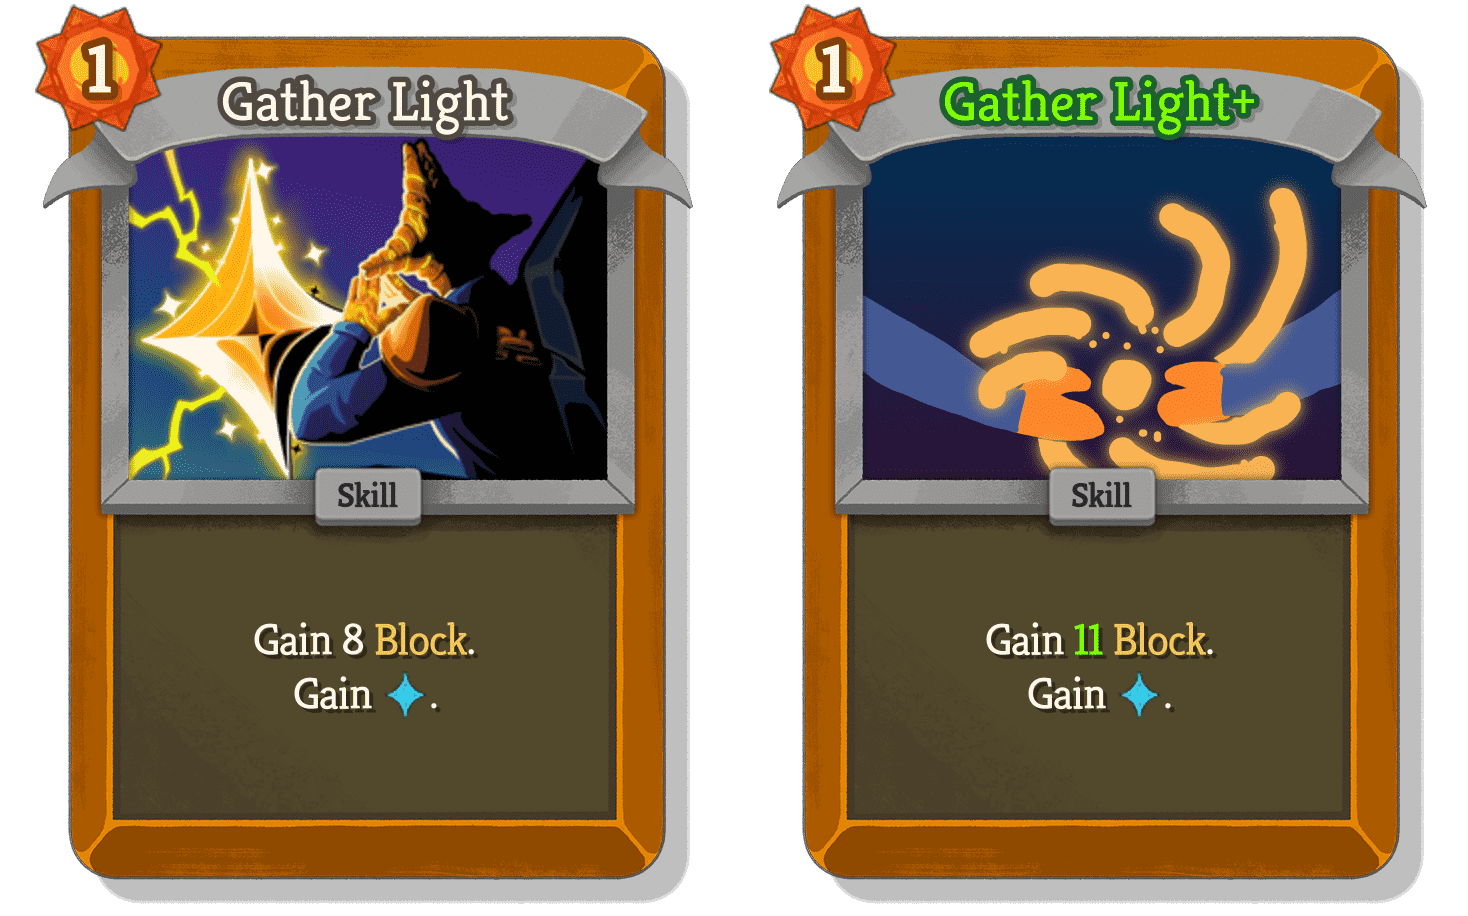 1
Gather Light
Skill
Gain 8 Block.
Gain .
1
Gather Light+
Skill
Gain 11 Block.
Gain .